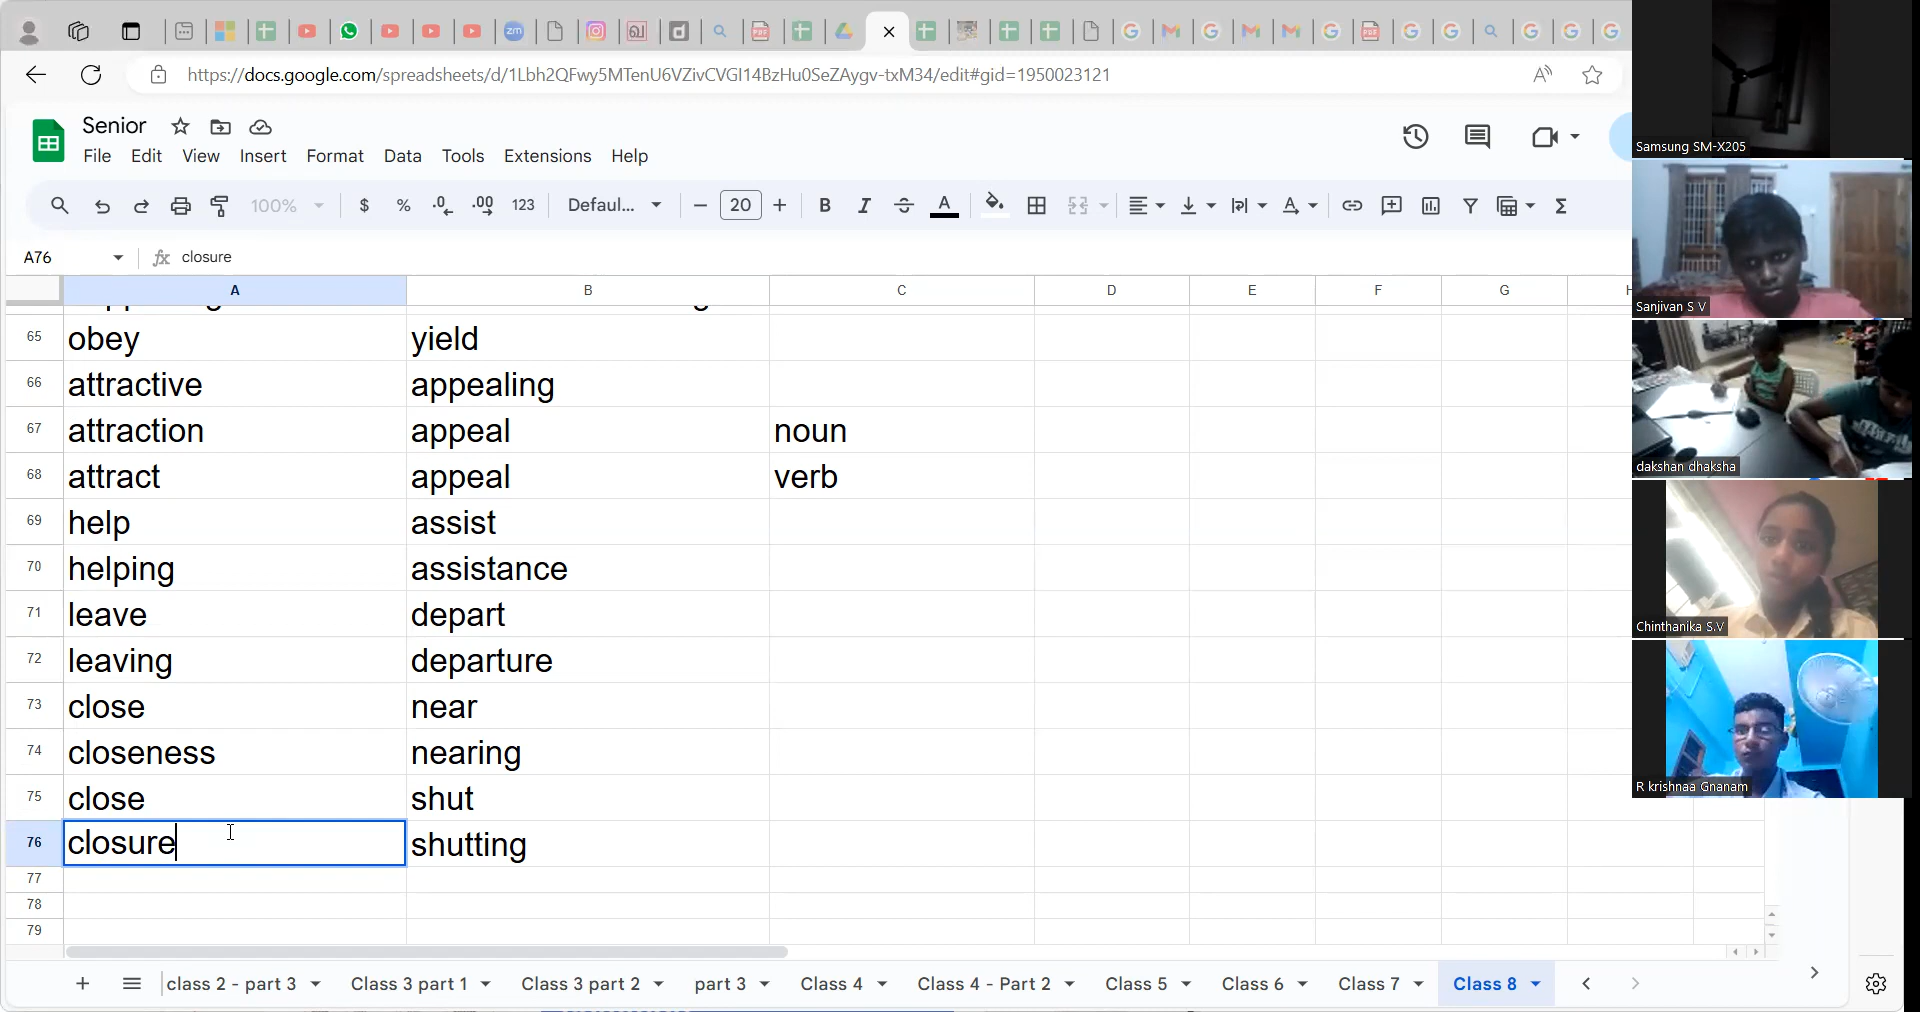 zm
https://docs.google.com/spreadsheets/d/1Lbh2QFwy5MTenU6VZivCVGI14BzHu0SeZAygv-txM34/edit#gid=1950023121
Senior
File Edit View Insert Format Data Tools Extensions Help
100% $ % .0 .00 123 Defaul... − 20 + B I A
A76 fx closure
A B C D E F G H
65 obey yield
66 attractive appealing
67 attraction appeal noun
68 attract appeal verb
69 help assist
70 helping assistance
71 leave depart
72 leaving departure
73 close near
74 closeness nearing
75 close shut
76 closure shutting
77
78
79
class 2 - part 3 Class 3 part 1 Class 3 part 2 part 3 Class 4 Class 4 - Part 2 Class 5 Class 6 Class 7 Class 8
Samsung SM-X205
Sanjivan S V
dakshan dhaksha
Chinthanika S.V
R krishnaa Gnanam